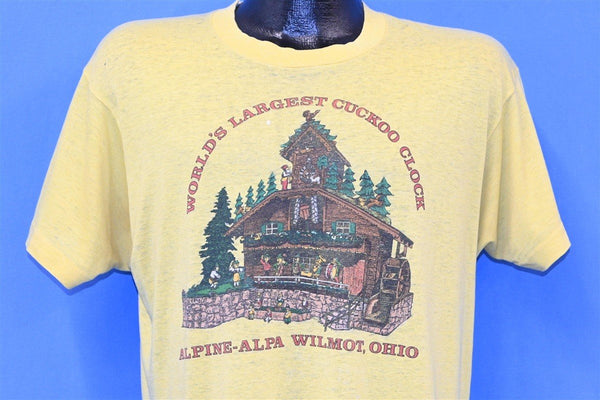 WORLD'S LARGEST CUCKOO CLOCK
ALPINE-ALPA WILMOT, OHIO